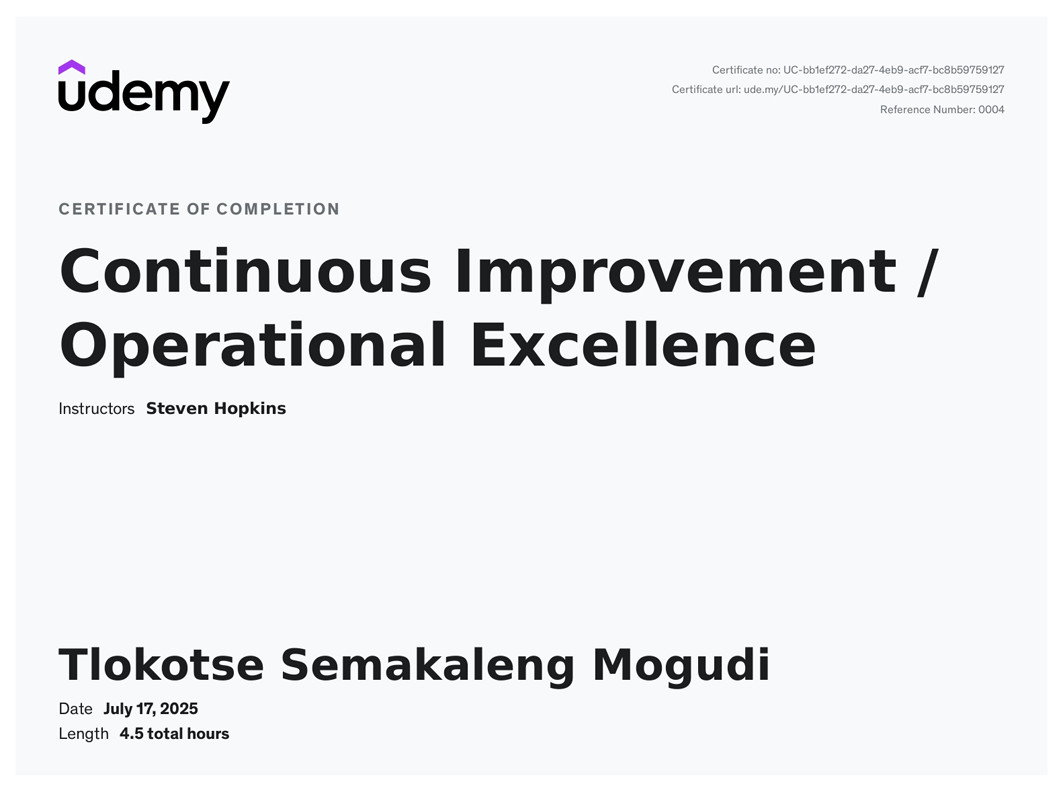 udemy
Certificate no: UC-bb1ef272-da27-4eb9-acf7-bc8b59759127
Certificate url: ude.my/UC-bb1ef272-da27-4eb9-acf7-bc8b59759127
Reference Number: 0004
CERTIFICATE OF COMPLETION
Continuous Improvement /
Operational Excellence
Instructors Steven Hopkins
Tlokotse Semakaleng Mogudi
Date July 17, 2025
Length 4.5 total hours